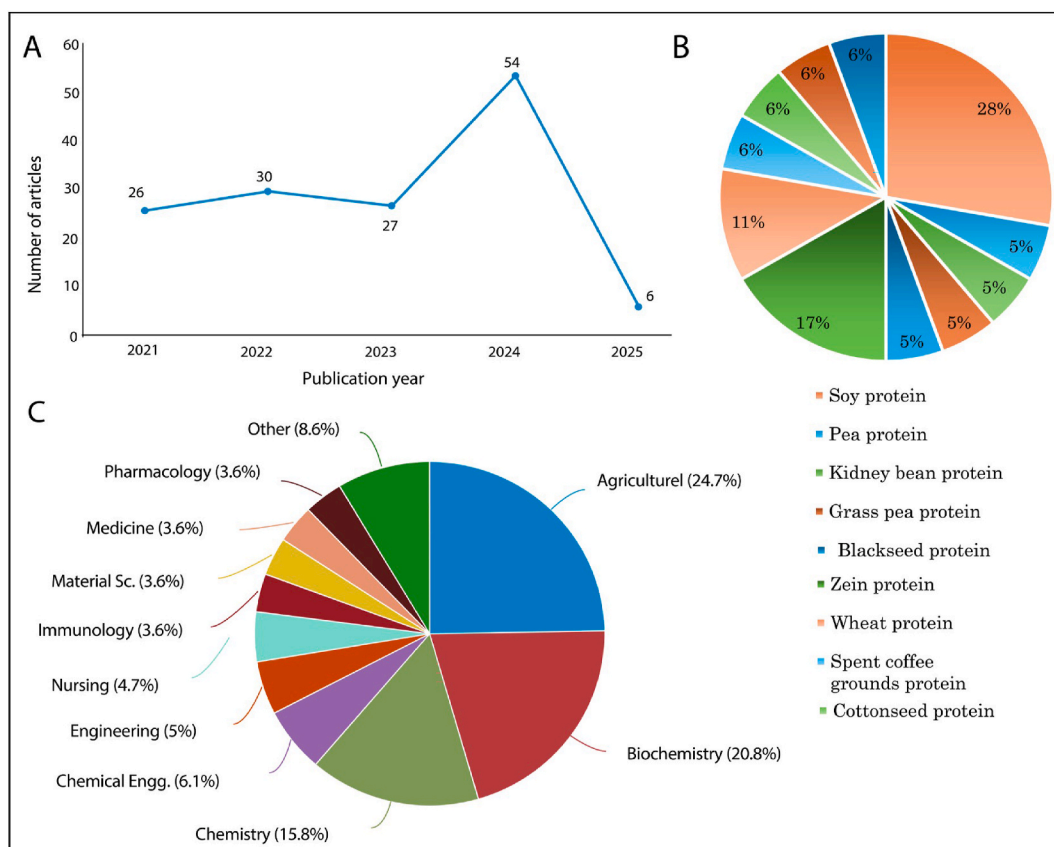 A
Number of articles
60
50
40
30
20
10
0
26
30
27
54
6
2021
2022
2023
2024
2025
Publication year
B
28%
5%
5%
5%
5%
17%
11%
6%
6%
6%
6%
Soy protein
Pea protein
Kidney bean protein
Grass pea protein
Blackseed protein
Zein protein
Wheat protein
Spent coffee
grounds protein
Cottonseed protein
C
Other (8.6%)
Pharmacology (3.6%)
Medicine (3.6%)
Material Sc. (3.6%)
Immunology (3.6%)
Nursing (4.7%)
Engineering (5%)
Chemical Engg. (6.1%)
Chemistry (15.8%)
Agriculturel (24.7%)
Biochemistry (20.8%)